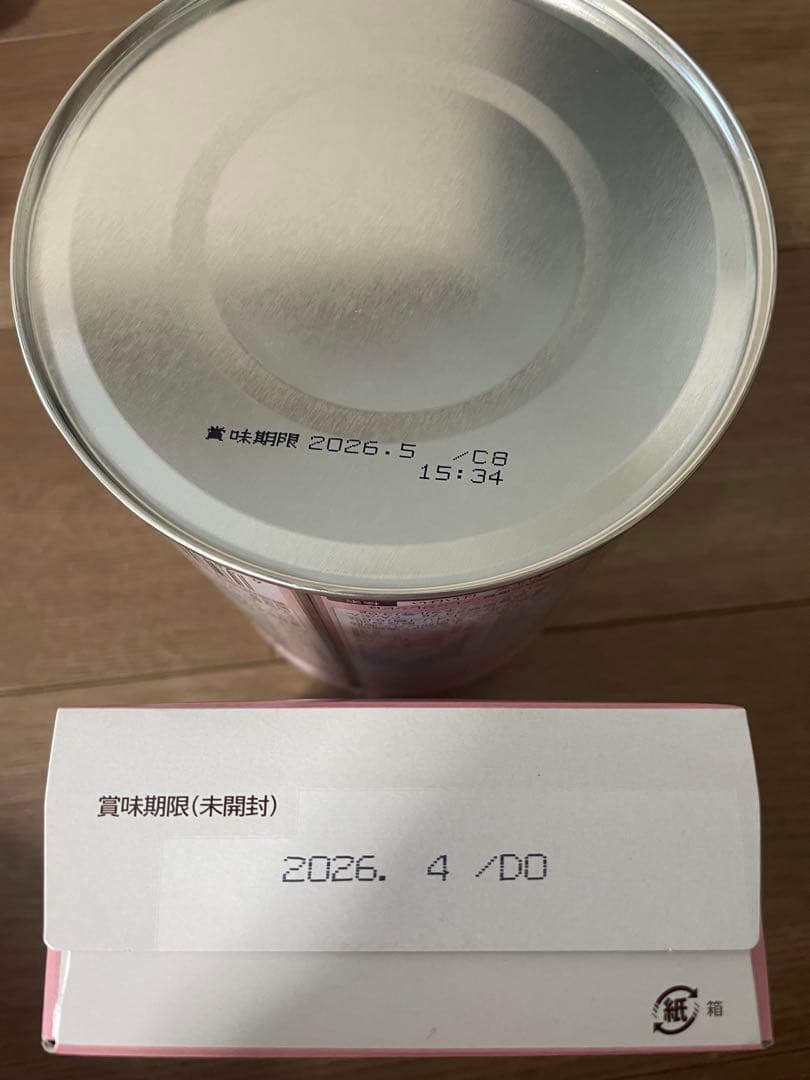 賞味期限 2026.5 /C8
15:34
賞味期限(未開封)
2026. 4 /D0
紙 箱